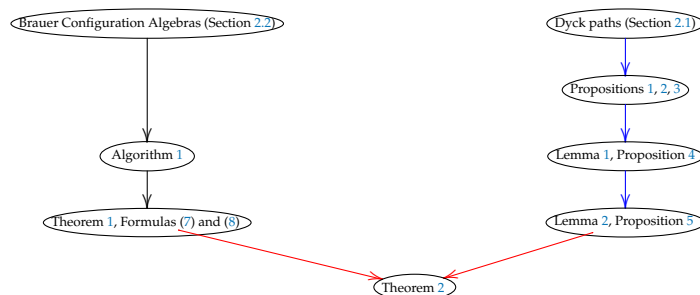 Brauer Configuration Algebras (Section 2.2)
Dyck paths (Section 2.1)
Propositions 1, 2, 3
Algorithm 1
Lemma 1, Proposition 4
Theorem 1, Formulas (7) and (8)
Lemma 2, Proposition 5
Theorem 2